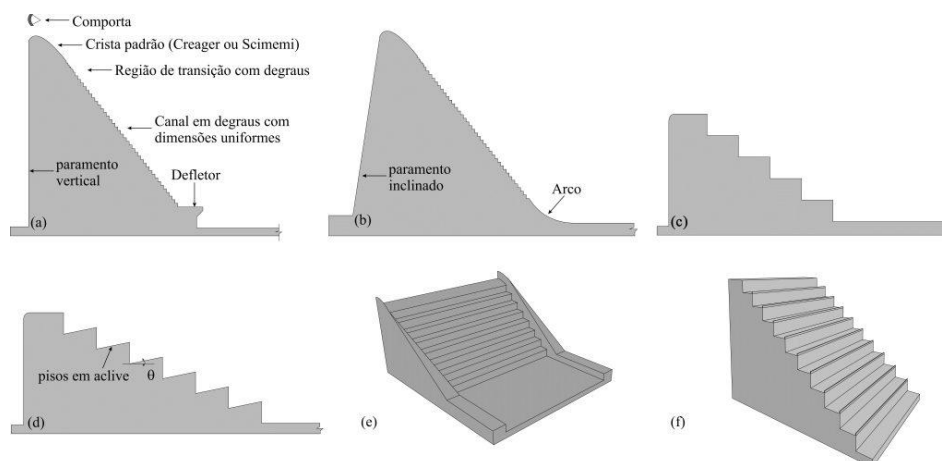 Comporta
Crista padrão (Creager ou Scimemi)
Região de transição com degraus
Canal em degraus com
dimensões uniformes
paramento
vertical
Defletor
(a)
paramento
inclinado
Arco
(b)
(c)
pisos em aclive
θ
(d)
(e)
(f)